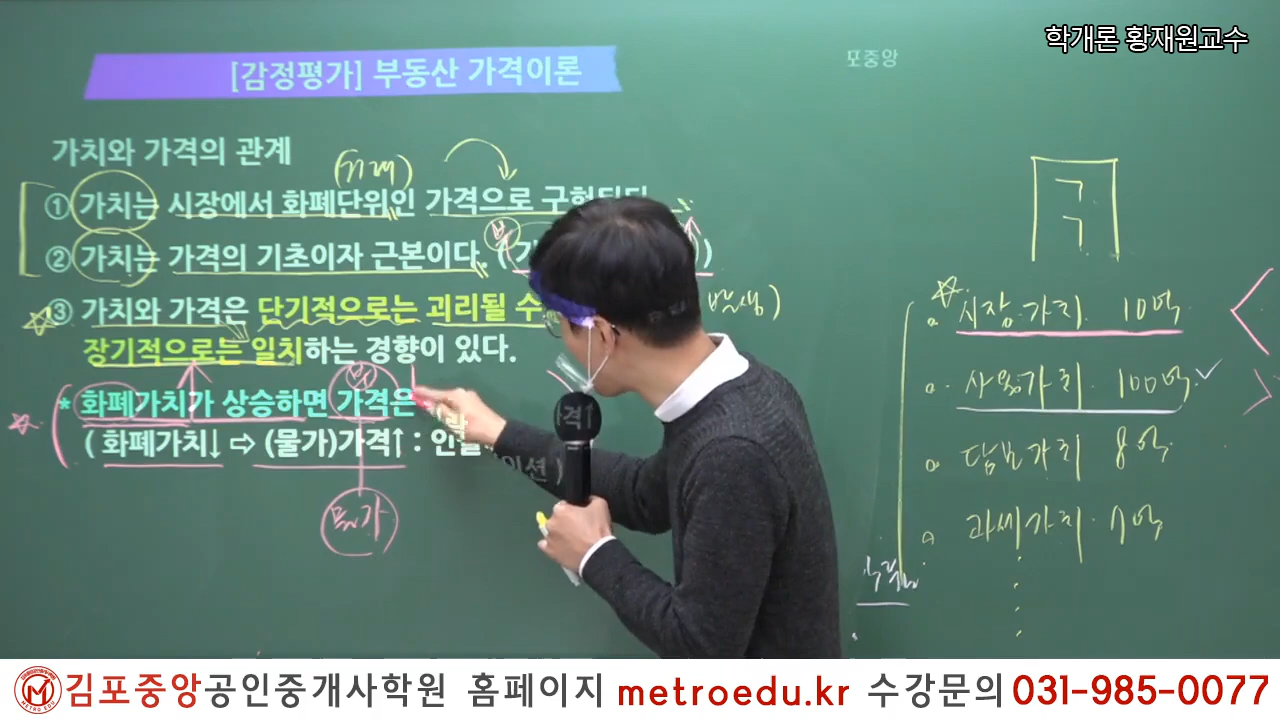 학개론 황재원교수
포중앙
[감정평가] 부동산 가격이론
가치와 가격의 관계
① 가치는 시장에서 화폐단위인 가격으로
② 가치는 가격의 기초이자 근본이다.
③ 가치와 가격은 단기적으로는 괴리될 수
장기적으로는 일치하는 경향이 있다.
* 화폐가치가 상승하면 가격은
( 화폐가치↓ ⇨ (물가)가격↑ : 인플
션 )
물가
ㄱ
ㄱ
시장가치 10억
사용가치 100억
담보가치 8억
과세가치 7억
김포중앙공인중개사학원 홈페이지 metroedu.kr 수강문의 031-985-0077
METRO EDU